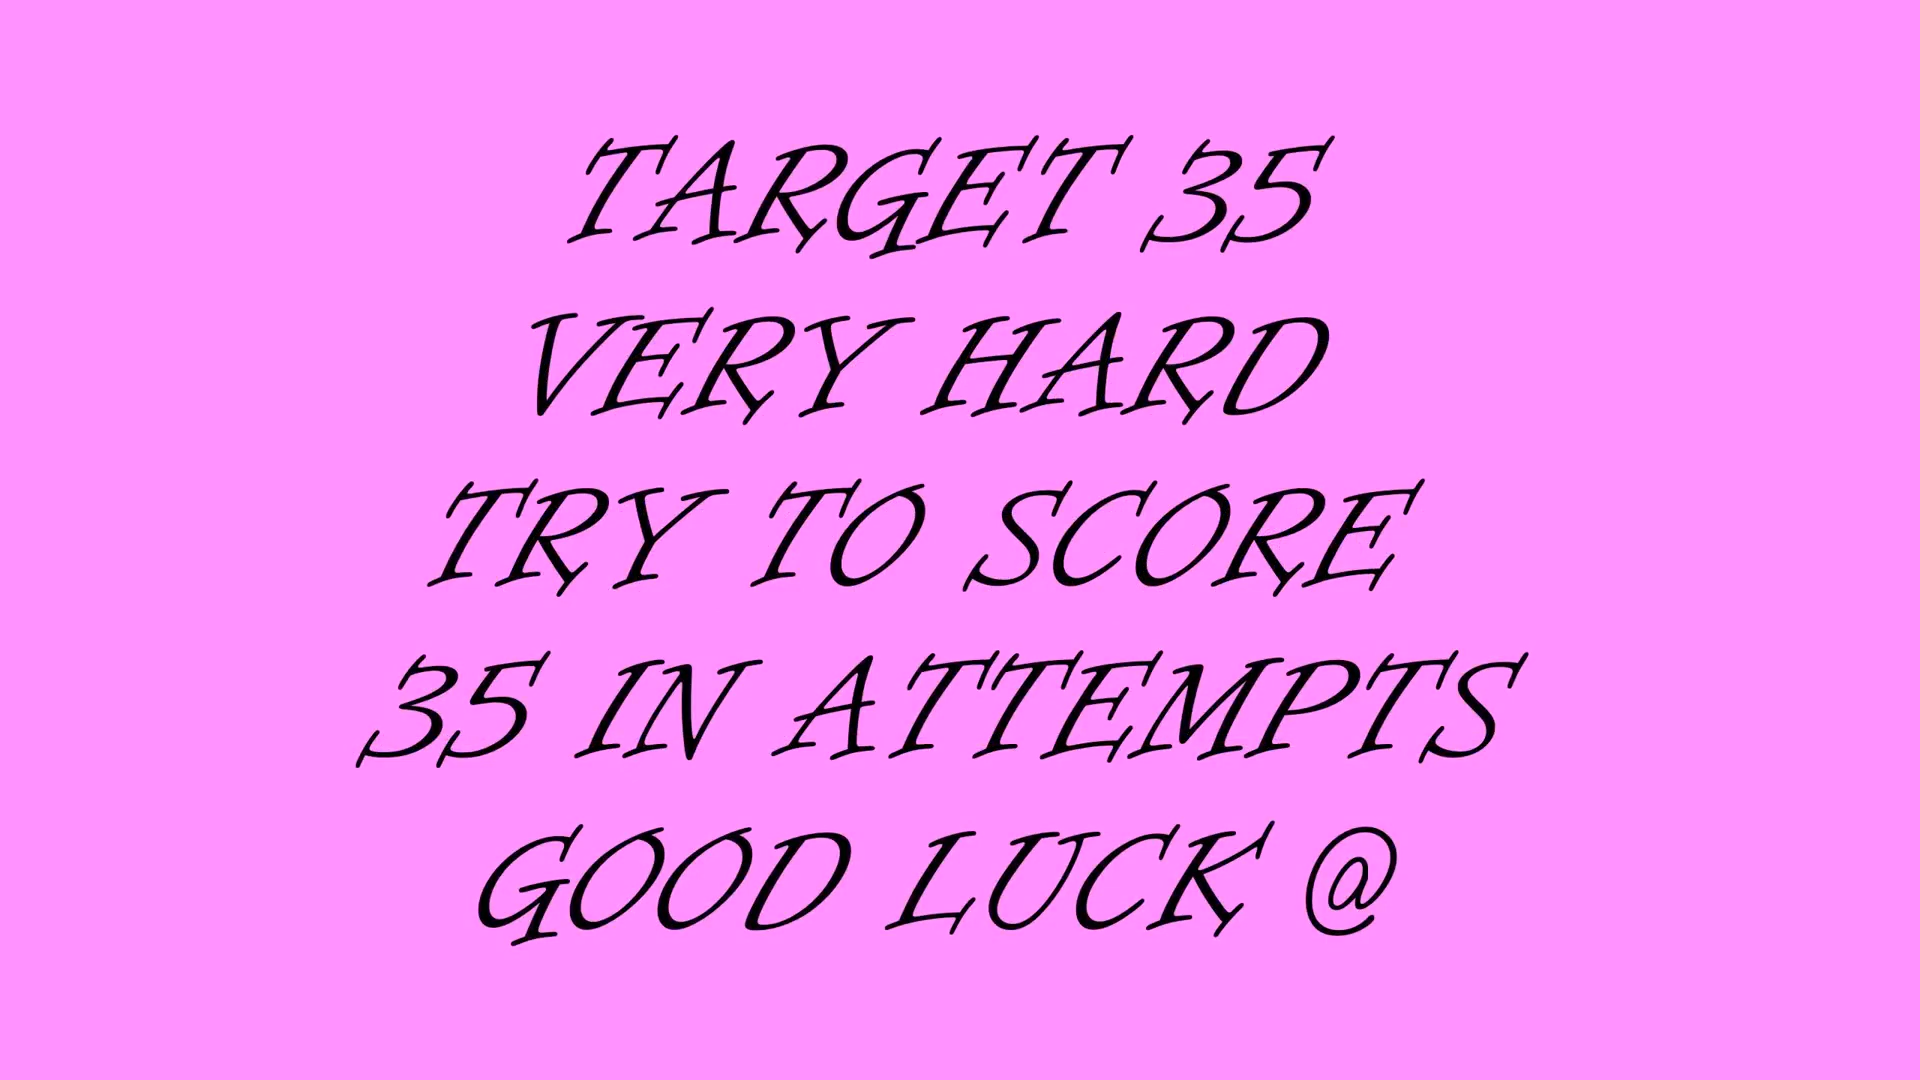 TARGET 35
VERY HARD
TRY TO SCORE
35 IN ATTEMPTS
GOOD LUCK @